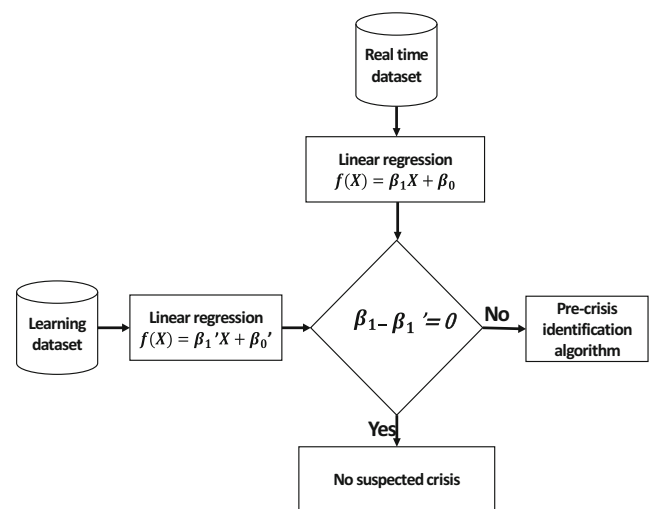 Real time
dataset
Linear regression
f(X) = β₁X + β₀
Learning
dataset
Linear regression
f(X) = β₁'X + β₀'
β₁₋ β₁ '= 0
No
Pre-crisis
identification
algorithm
Yes
No suspected crisis